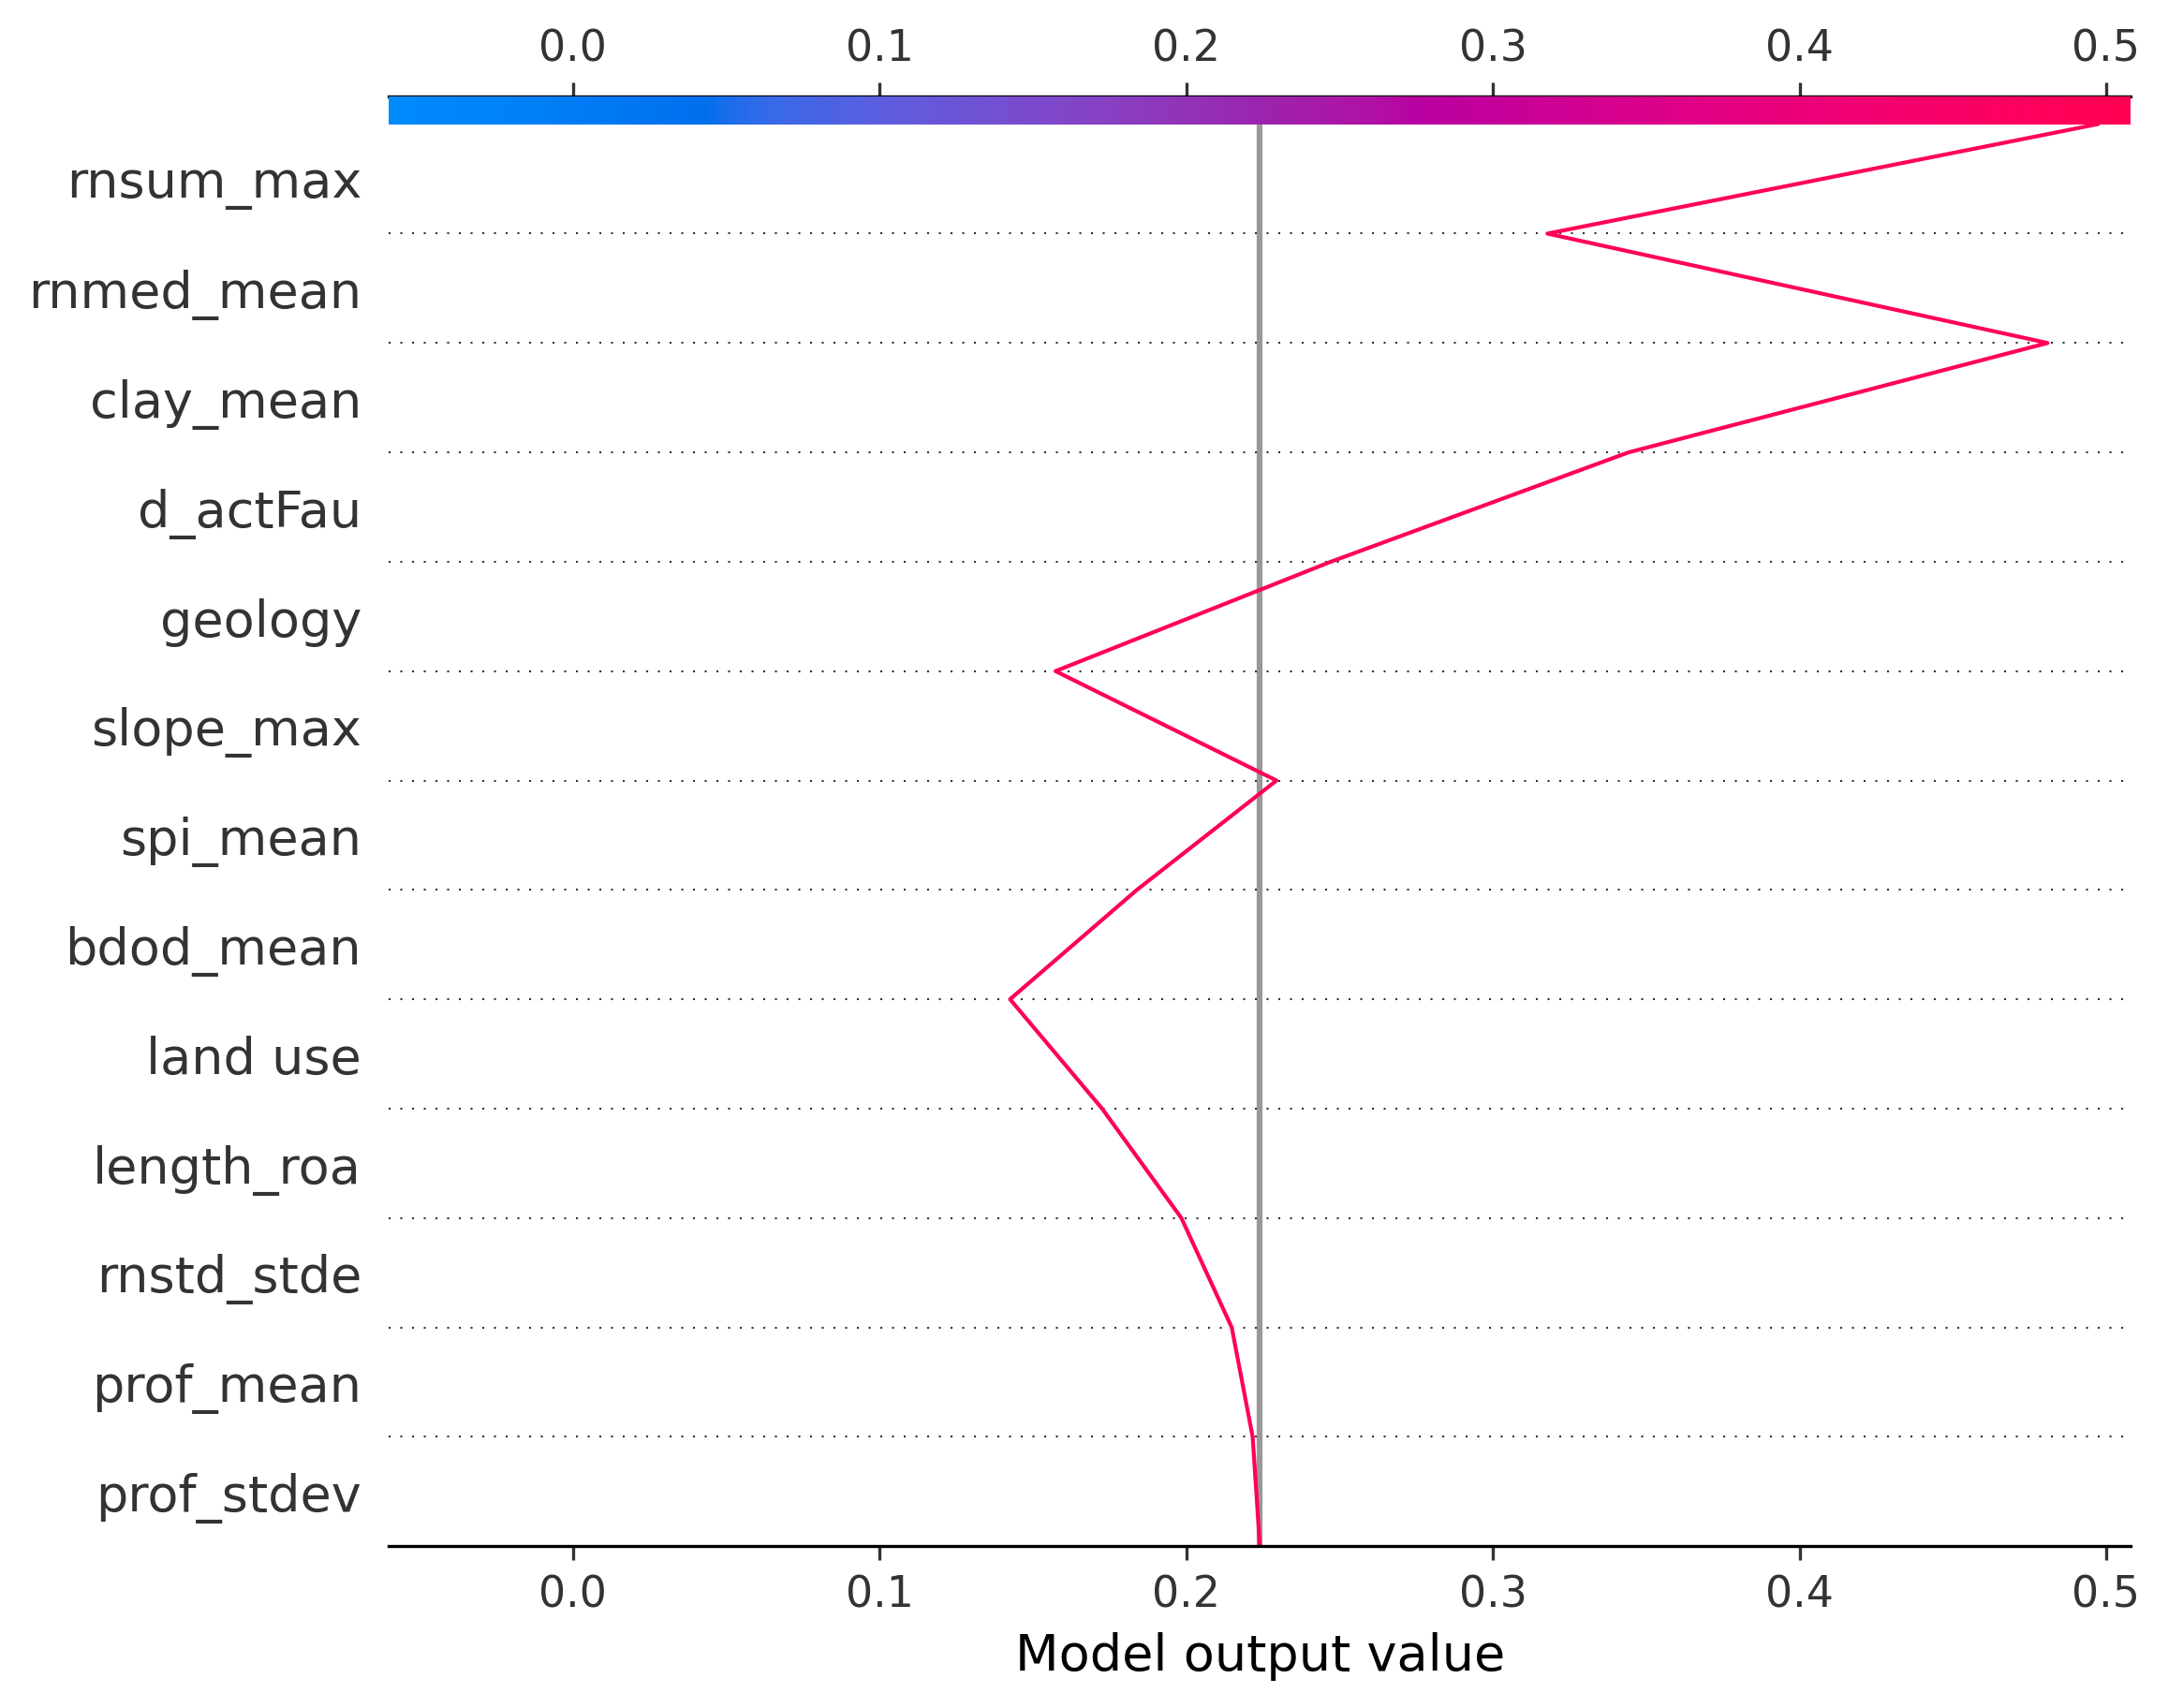 0.0 0.1 0.2 0.3 0.4 0.5
rnsum_max
rnmed_mean
clay_mean
d_actFau
geology
slope_max
spi_mean
bdod_mean
land use
length_roa
rnstd_stde
prof_mean
prof_stdev
0.0 0.1 0.2 0.3 0.4 0.5
Model output value